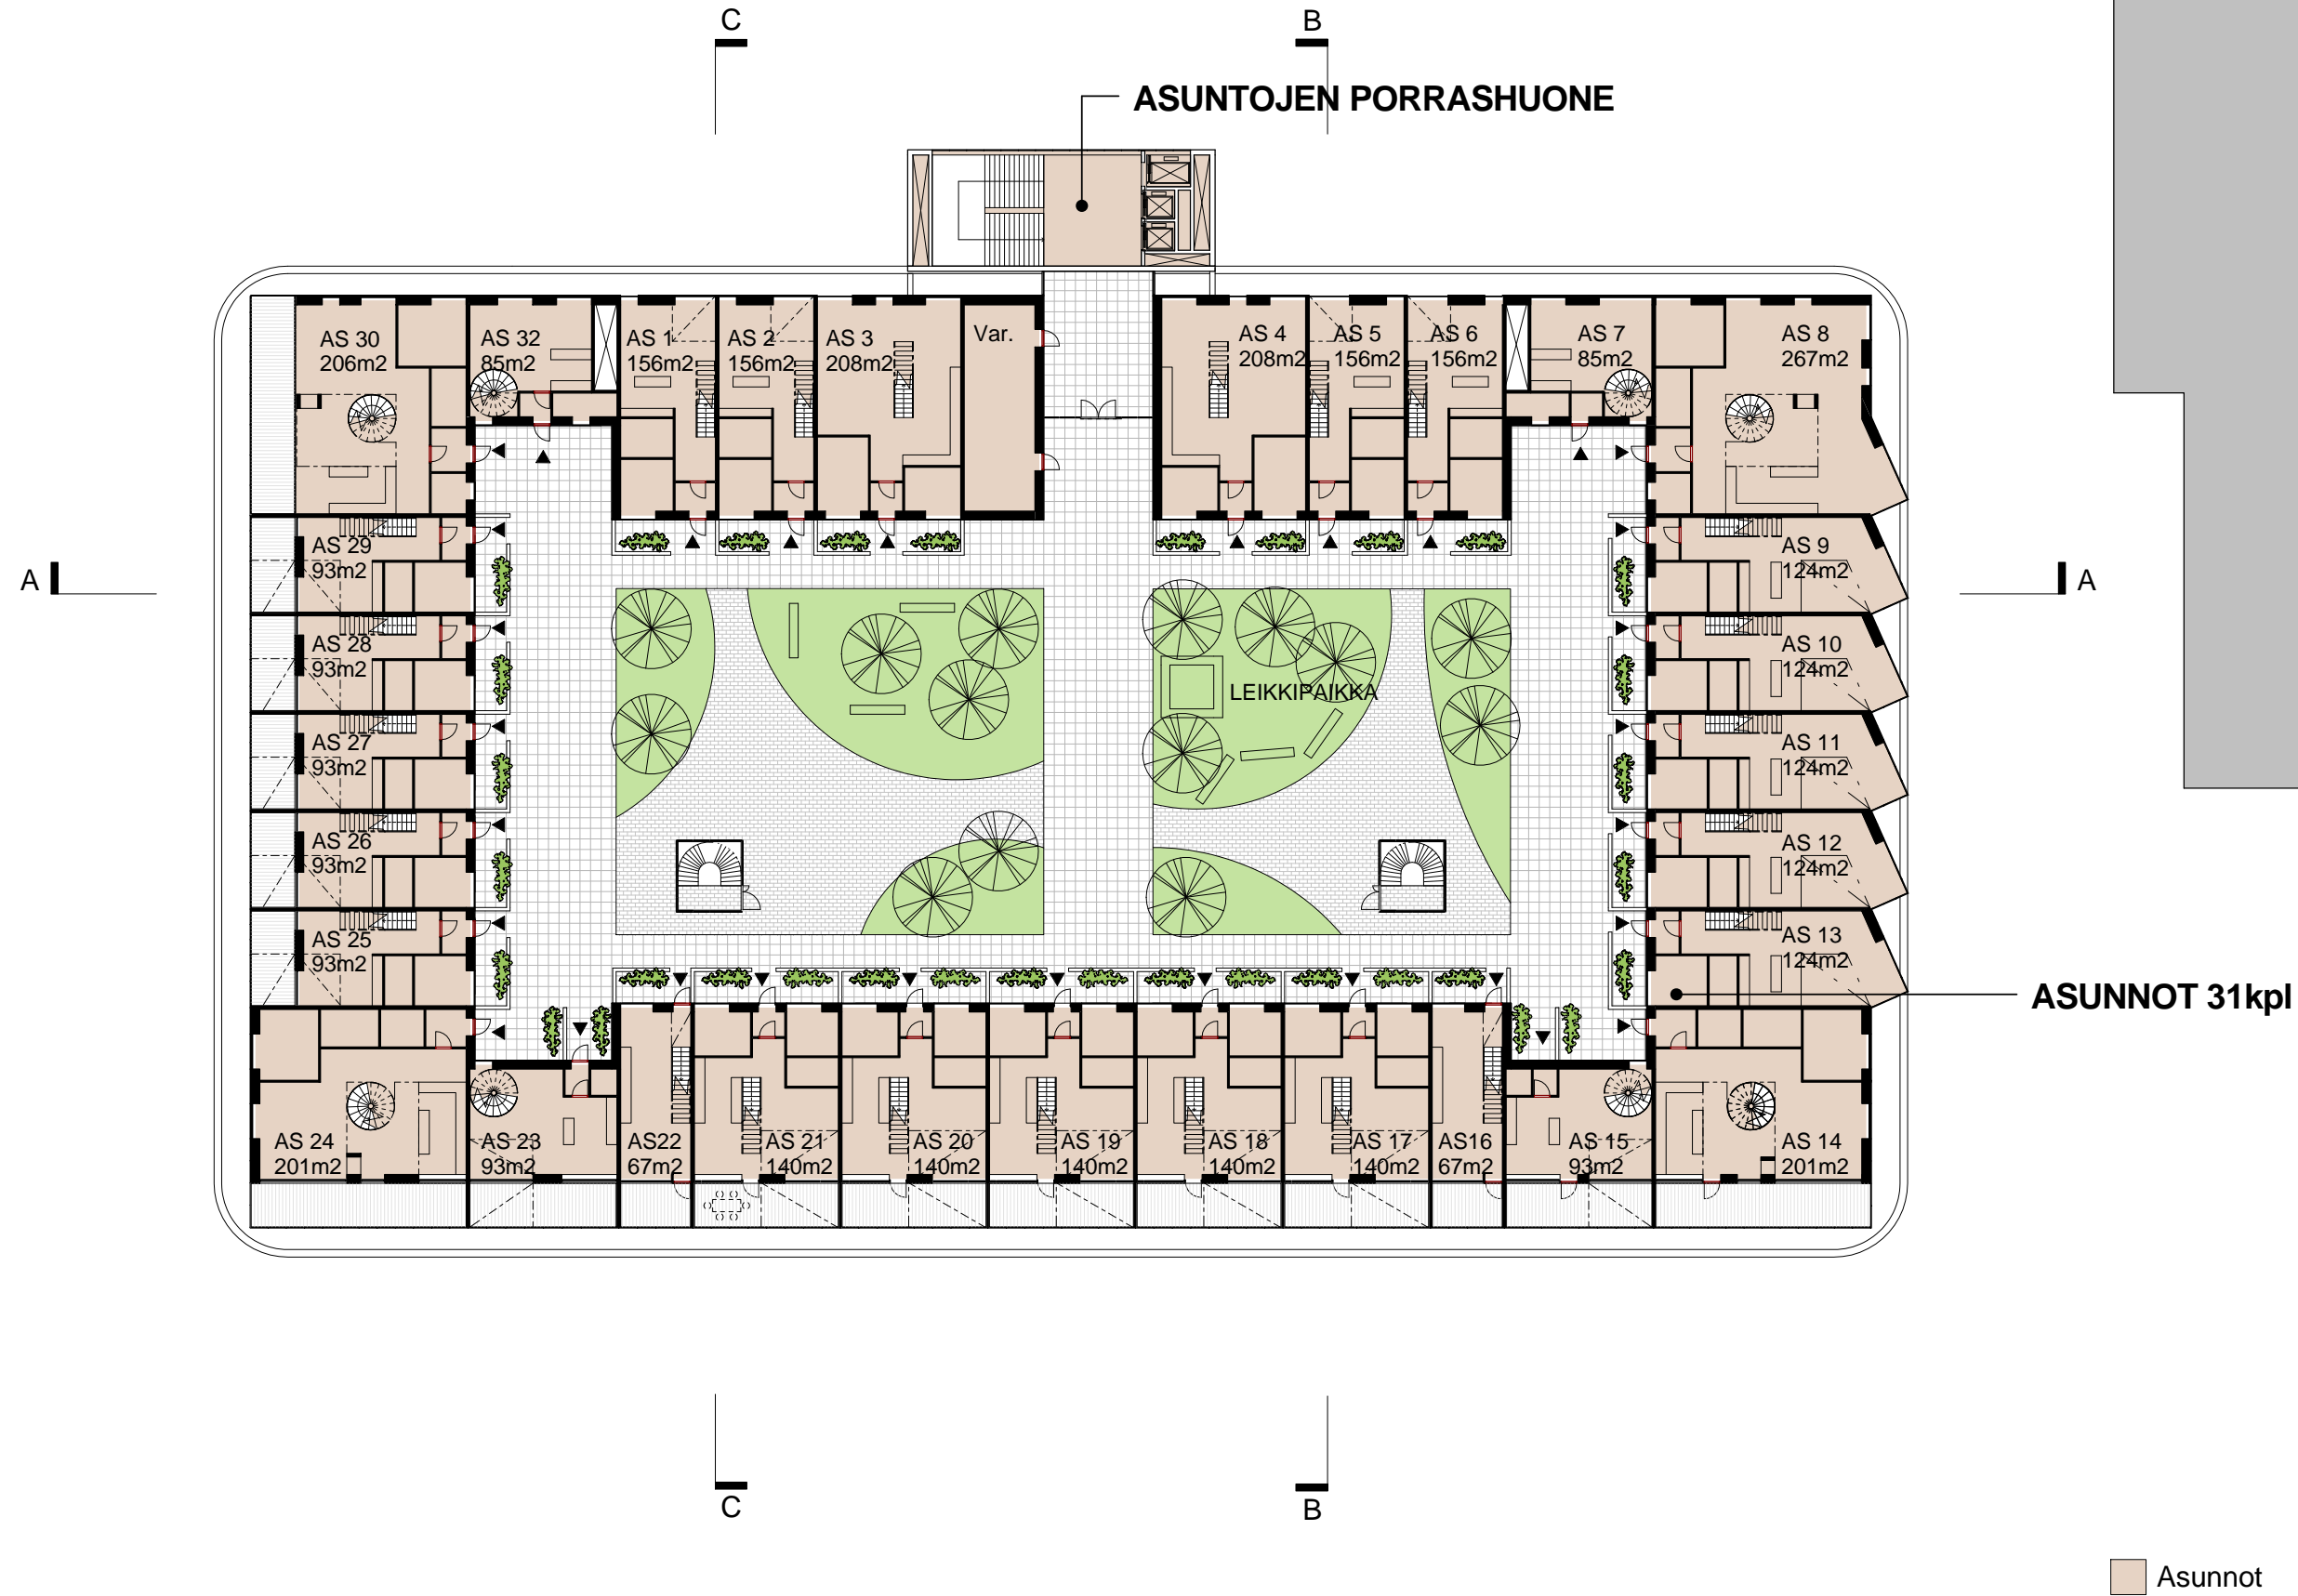 C
B
ASUNTOJEN PORRASHUONE
AS 30
206m2
AS 32
85m2
AS 1
156m2
AS 2
156m2
AS 3
208m2
Var.
AS 4
208m2
AS 5
156m2
AS 6
156m2
AS 7
85m2
AS 8
267m2
AS 29
93m2
AS 9
124m2
A
A
AS 28
93m2
AS 10
124m2
LEIKKIPAIKKA
AS 27
93m2
AS 11
124m2
AS 26
93m2
AS 12
124m2
AS 25
93m2
AS 13
124m2
ASUNNOT 31kpl
AS 24
201m2
AS 23
93m2
AS22
67m2
AS 21
140m2
AS 20
140m2
AS 19
140m2
AS 18
140m2
AS 17
140m2
AS16
67m2
AS 15
93m2
AS 14
201m2
C
B
Asunnot